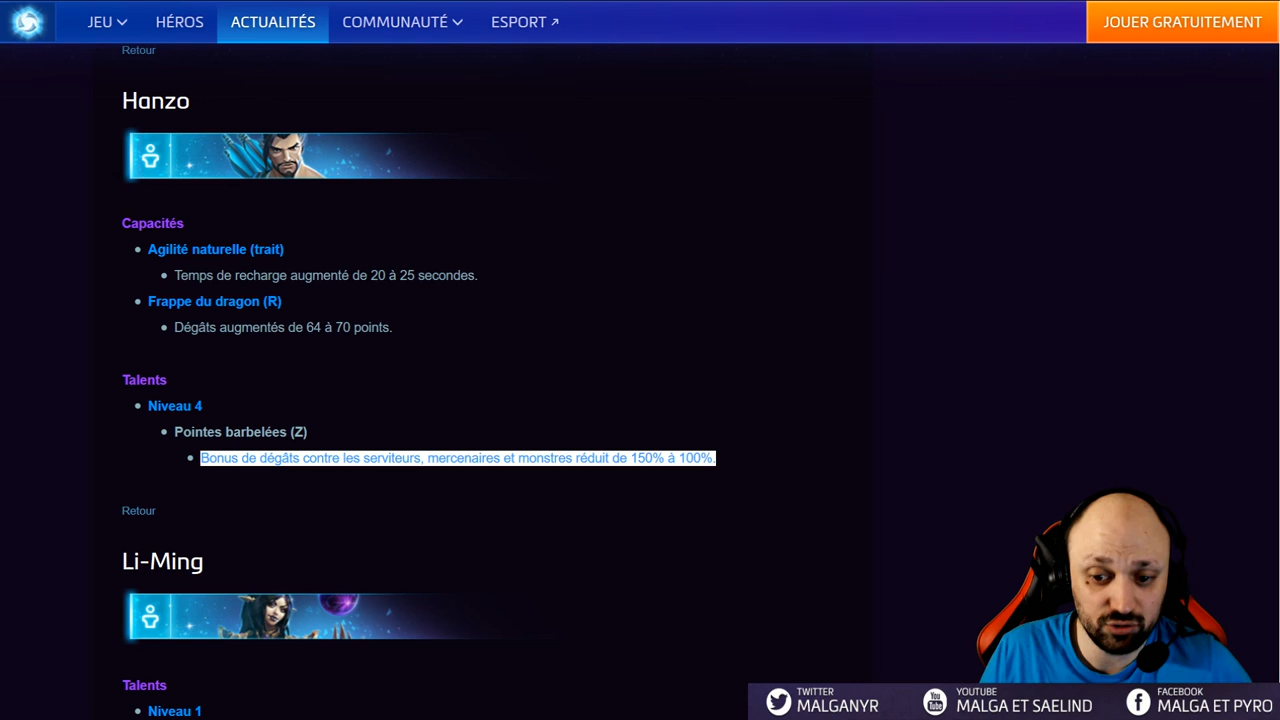 JEU HÉROS ACTUALITÉS COMMUNAUTÉ ESPORT JOUER GRATUITEMENT
Retour
Hanzo
Capacités
Agilité naturelle (trait)
Temps de recharge augmenté de 20 à 25 secondes.
Frappe du dragon (R)
Dégâts augmentés de 64 à 70 points.
Talents
Niveau 4
Pointes barbelées (Z)
Bonus de dégâts contre les serviteurs, mercenaires et monstres réduit de 150% à 100%.
Retour
Li-Ming
Talents
Niveau 1
TWITTER
MALGANYR
YOUTUBE
MALGA ET SAELIND
FACEBOOK
MALGA ET PYRO